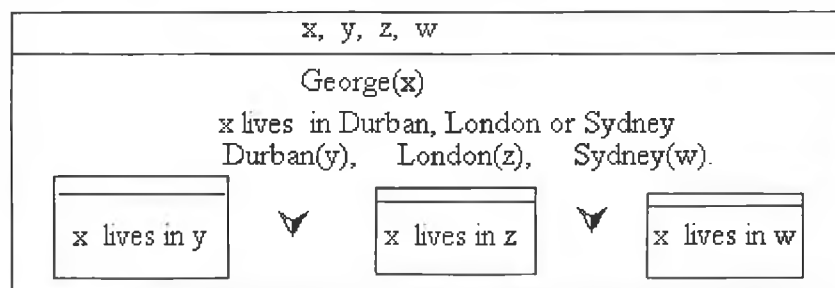 x, y, z, w
George(x)
x lives in Durban, London or Sydney
Durban(y), London(z), Sydney(w).
x lives in y ∨ x lives in z ∨ x lives in w